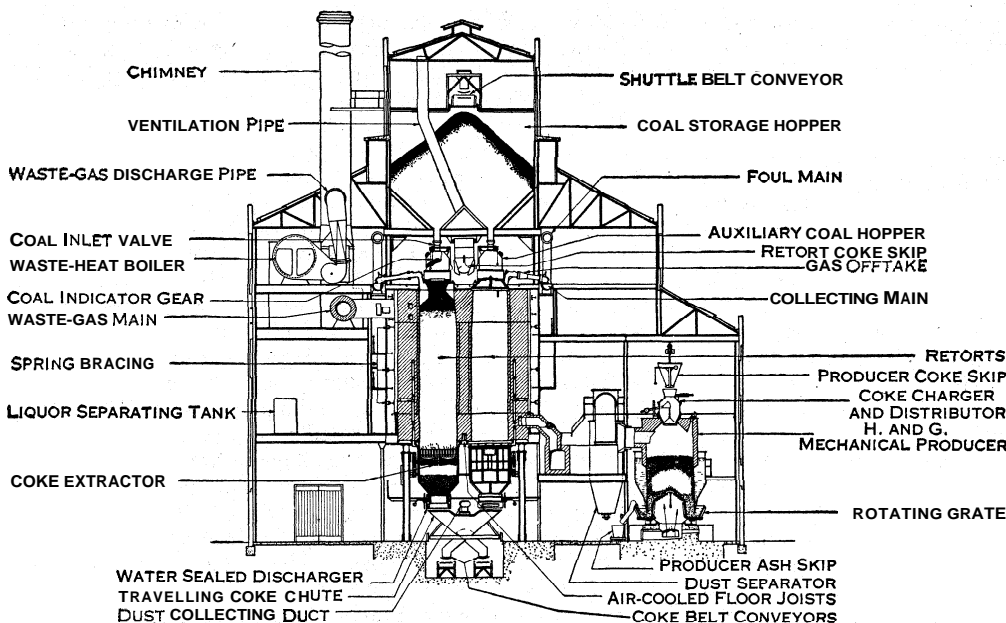 CHIMNEY
VENTILATION PIPE
WASTE-GAS DISCHARGE PIPE
COAL INLET VALVE
WASTE-HEAT BOILER
COAL INDICATOR GEAR
WASTE-GAS MAIN
SPRING BRACING
LIQUOR SEPARATING TANK
COKE EXTRACTOR
WATER SEALED DISCHARGER
TRAVELLING COKE CHUTE
DUST COLLECTING DUCT
SHUTTLE BELT CONVEYOR
COAL STORAGE HOPPER
FOUL MAIN
AUXILIARY COAL HOPPER
RETORT COKE SKIP
GAS OFFTAKE
COLLECTING MAIN
RETORTS
PRODUCER COKE SKIP
COKE CHARGER
AND DISTRIBUTOR
H. AND G.
MECHANICAL PRODUCER
ROTATING GRATE
PRODUCER ASH SKIP
DUST SEPARATOR
AIR-COOLED FLOOR JOISTS
COKE BELT CONVEYORS